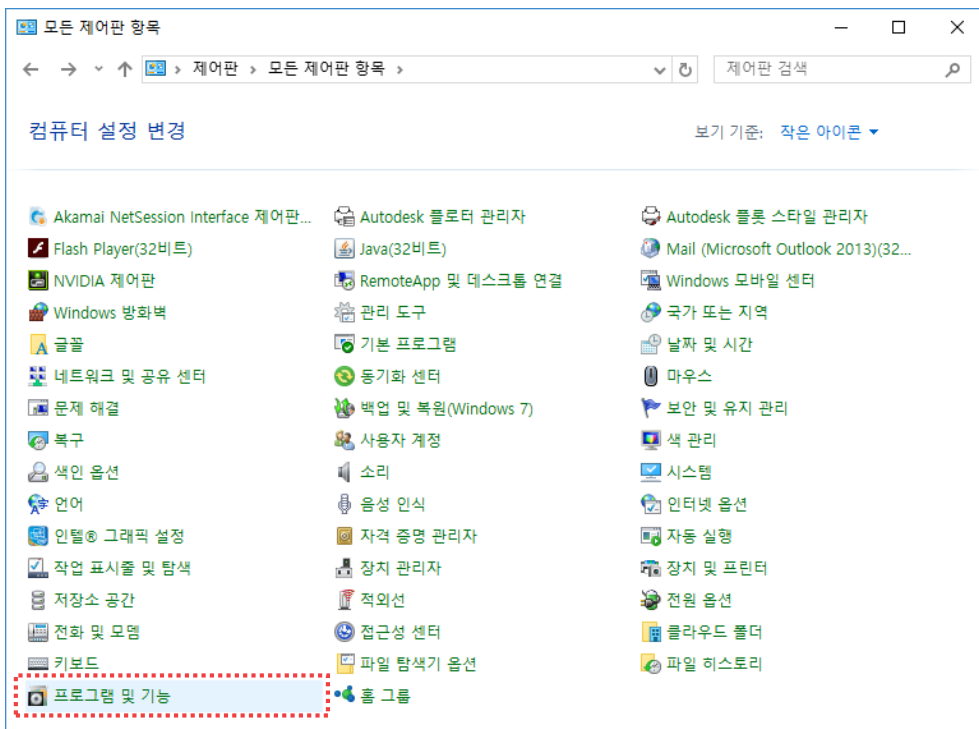 모든 제어판 항목
제어판 › 모든 제어판 항목 ›
제어판 검색
컴퓨터 설정 변경
보기 기준: 작은 아이콘
Akamai NetSession Interface 제어판... Autodesk 플로터 관리자 Autodesk 플롯 스타일 관리자
Flash Player(32비트) Java(32비트) Mail (Microsoft Outlook 2013)(32...
NVIDIA 제어판 RemoteApp 및 데스크톱 연결 Windows 모바일 센터
Windows 방화벽 관리 도구 국가 또는 지역
글꼴 기본 프로그램 날짜 및 시간
네트워크 및 공유 센터 동기화 센터 마우스
문제 해결 백업 및 복원(Windows 7) 보안 및 유지 관리
복구 사용자 계정 색 관리
색인 옵션 소리 시스템
언어 음성 인식 인터넷 옵션
인텔® 그래픽 설정 자격 증명 관리자 자동 실행
작업 표시줄 및 탐색 장치 관리자 장치 및 프린터
저장소 공간 적외선 전원 옵션
전화 및 모뎀 접근성 센터 클라우드 폴더
키보드 파일 탐색기 옵션 파일 히스토리
프로그램 및 기능 홈 그룹